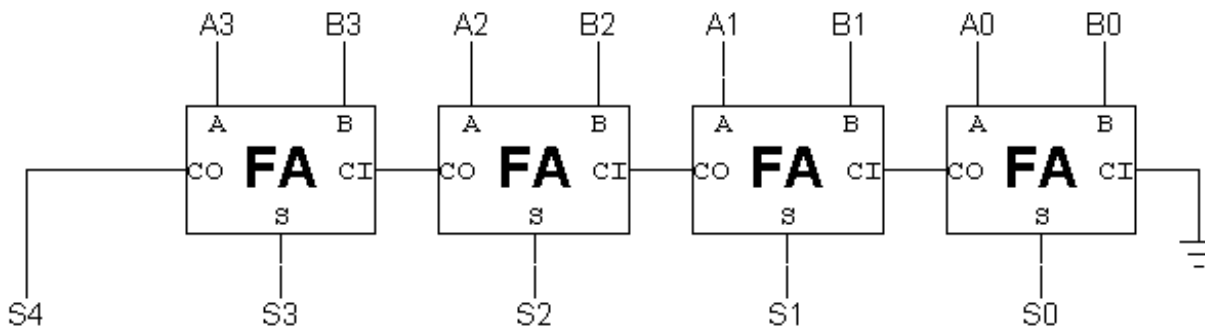 A3 B3 A2 B2 A1 B1 A0 B0
A B A B A B A B
CO FA CI CO FA CI CO FA CI CO FA CI
S S S S
S4 S3 S2 S1 S0